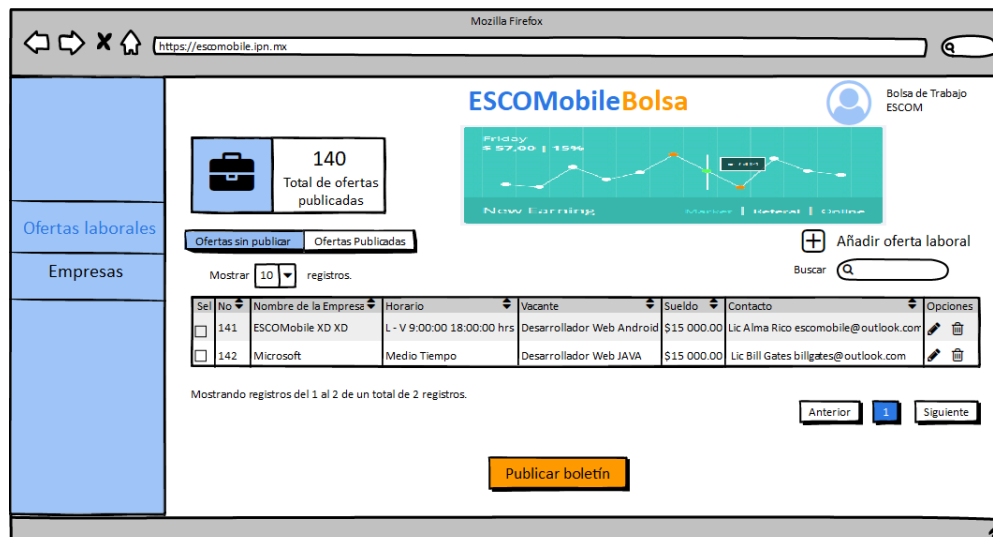 Mozilla Firefox
https://escomobile.ipn.mx
ESCOMobileBolsa
Bolsa de Trabajo
ESCOM
140
Total de ofertas
publicadas
Friday
$ 57,00 | 15%
New Earning
Marker | Referal | Online
Ofertas laborales
Empresas
Ofertas sin publicar
Ofertas Publicadas
Añadir oferta laboral
Mostrar 10 registros.
Buscar
Sel No Nombre de la Empresa Horario Vacante Sueldo Contacto Opciones
141 ESCOMobile XD XD L - V 9:00:00 18:00:00 hrs Desarrollador Web Android $15 000.00 Lic Alma Rico escomobile@outlook.com
142 Microsoft Medio Tiempo Desarrollador Web JAVA $15 000.00 Lic Bill Gates billgates@outlook.com
Mostrando registros del 1 al 2 de un total de 2 registros.
Anterior 1 Siguiente
Publicar boletín